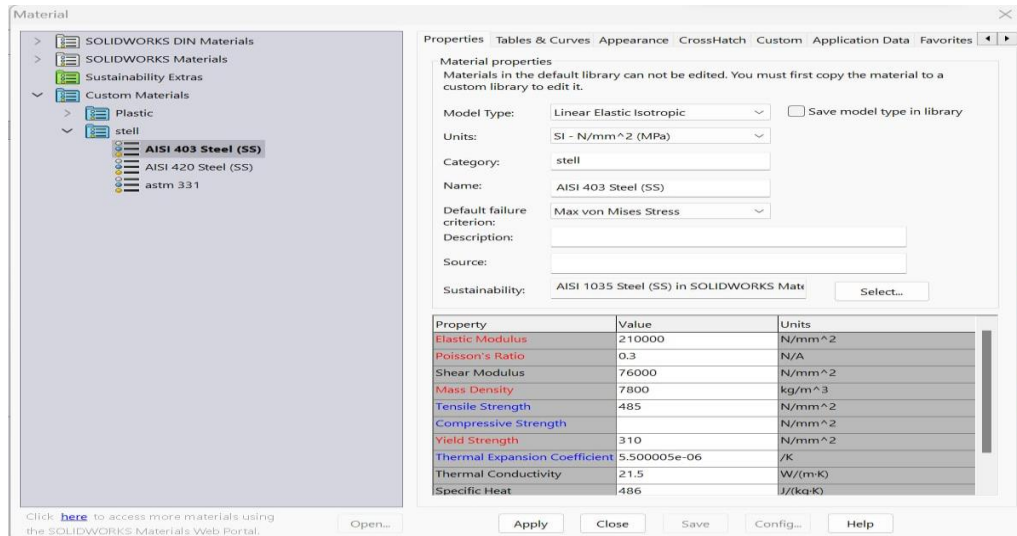 Material
SOLIDWORKS DIN Materials
SOLIDWORKS Materials
Sustainability Extras
Custom Materials
Plastic
stell
AISI 403 Steel (SS)
AISI 420 Steel (SS)
astm 331
Click here to access more materials using
the SOLIDWORKS Materials Web Portal.
Open...
Properties Tables & Curves Appearance CrossHatch Custom Application Data Favorites
Material properties
Materials in the default library can not be edited. You must first copy the material to a
custom library to edit it.
Model Type: Linear Elastic Isotropic Save model type in library
Units: SI - N/mm^2 (MPa)
Category: stell
Name: AISI 403 Steel (SS)
Default failure
criterion: Max von Mises Stress
Description:
Source:
Sustainability: AISI 1035 Steel (SS) in SOLIDWORKS Mate Select...
Property Value Units
Elastic Modulus 210000 N/mm^2
Poisson's Ratio 0.3 N/A
Shear Modulus 76000 N/mm^2
Mass Density 7800 kg/m^3
Tensile Strength 485 N/mm^2
Compressive Strength N/mm^2
Yield Strength 310 N/mm^2
Thermal Expansion Coefficient 5.500005e-06 /K
Thermal Conductivity 21.5 W/(m·K)
Specific Heat 486 J/(kg·K)
Apply Close Save Config... Help